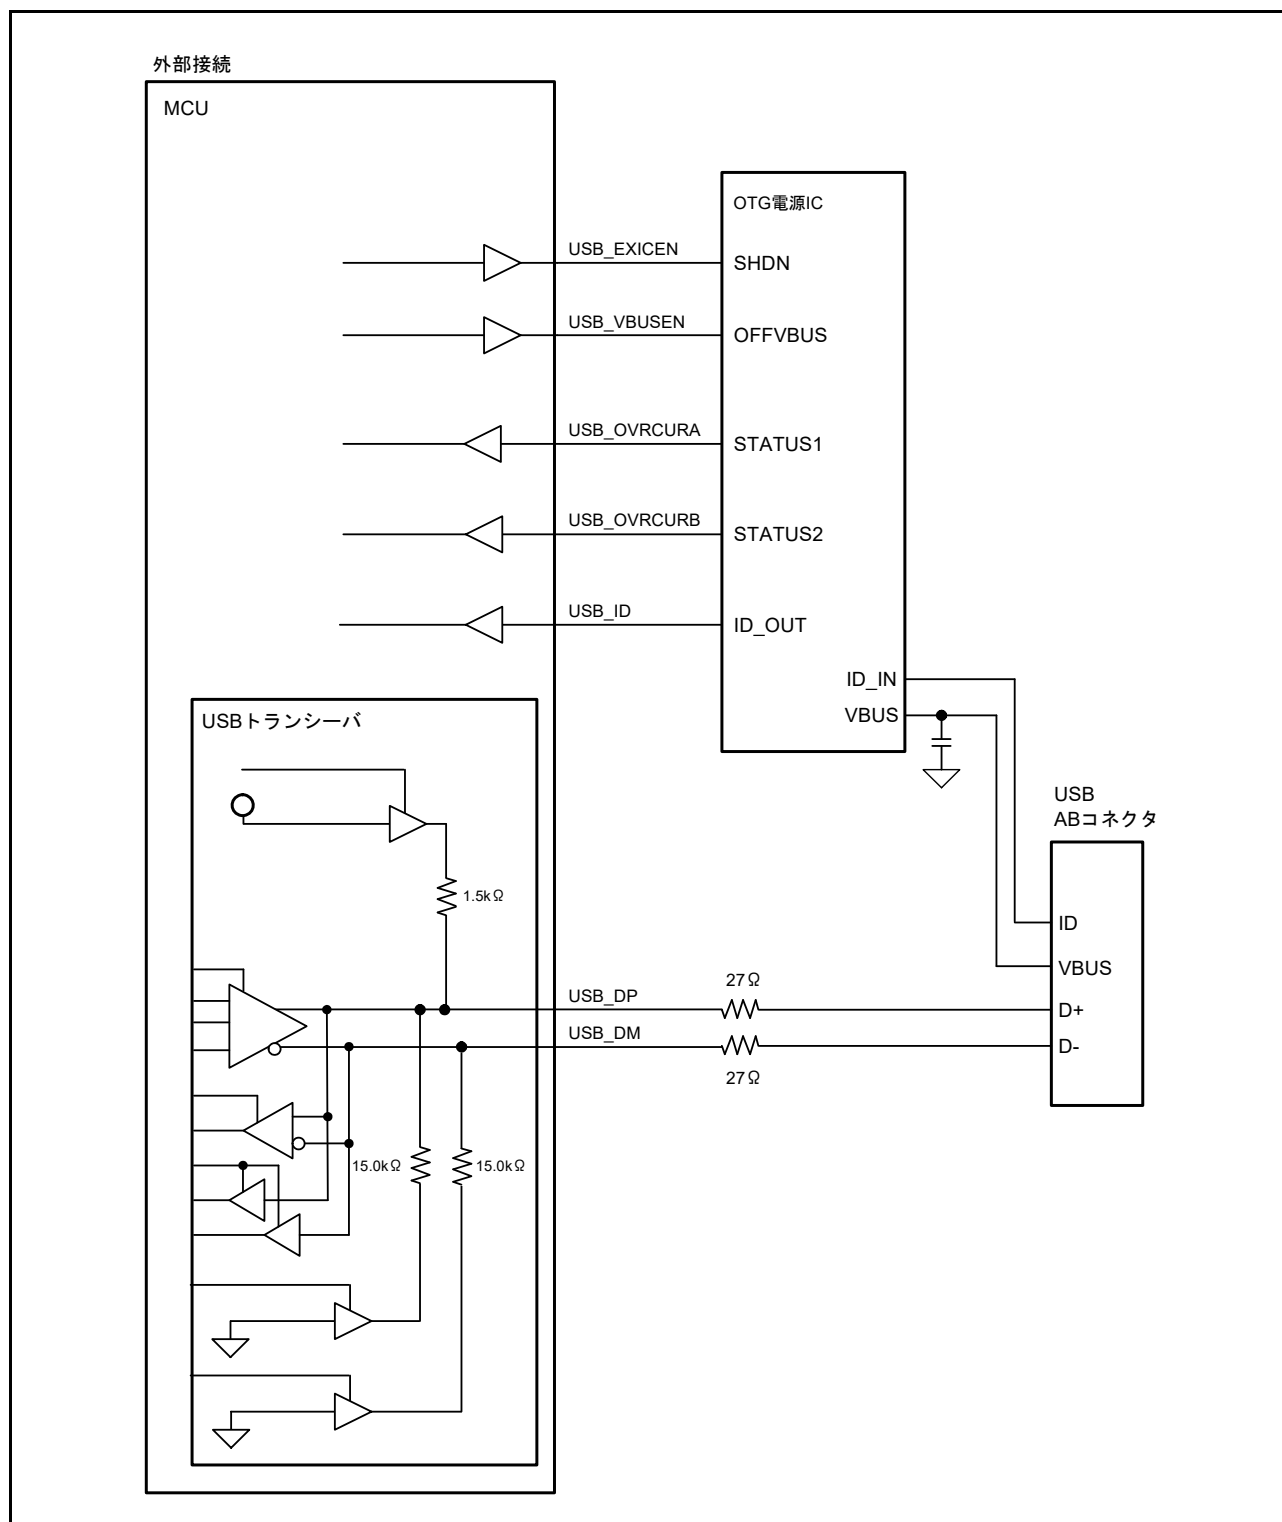 外部接続
MCU
OTG電源IC
USB_EXICEN
SHDN
USB_VBUSEN
OFFVBUS
USB_OVRCURA
STATUS1
USB_OVRCURB
STATUS2
USB_ID
ID_OUT
ID_IN
VBUS
USBトランシーバ
USB
ABコネクタ
1.5kΩ
ID
VBUS
27Ω
USB_DP
D+
USB_DM
D-
27Ω
15.0kΩ
15.0kΩ